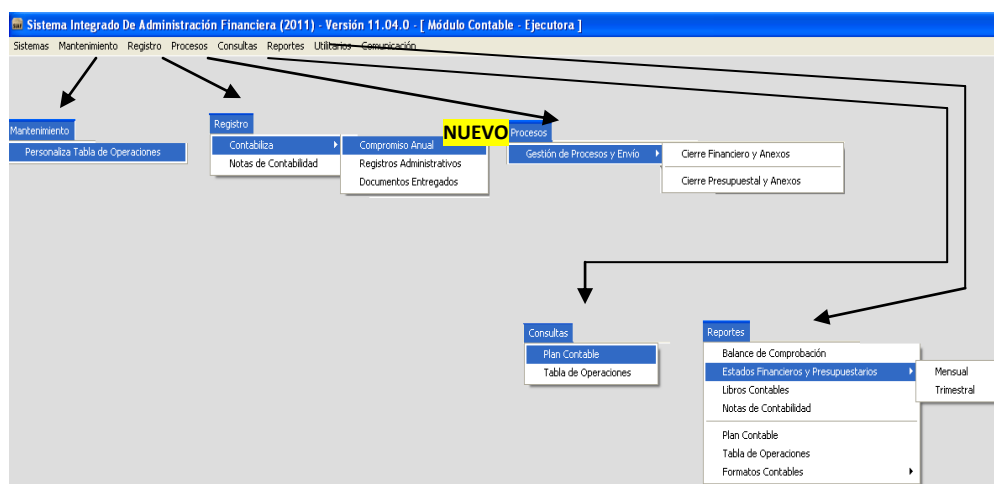 Sistema Integrado De Administración Financiera (2011) - Versión 11.04.0 - [ Módulo Contable - Ejecutora ]
Sistemas Mantenimiento Registro Procesos Consultas Reportes Utilitarios Comunicación
Mantenimiento
Personaliza Tabla de Operaciones
Registro
Contabiliza
Notas de Contabilidad
Compromiso Anual
Registros Administrativos
Documentos Entregados
NUEVO
Procesos
Gestión de Procesos y Envío
Cierre Financiero y Anexos
Cierre Presupuestal y Anexos
Consultas
Plan Contable
Tabla de Operaciones
Reportes
Balance de Comprobación
Estados Financieros y Presupuestarios
Libros Contables
Notas de Contabilidad
Plan Contable
Tabla de Operaciones
Formatos Contables
Mensual
Trimestral